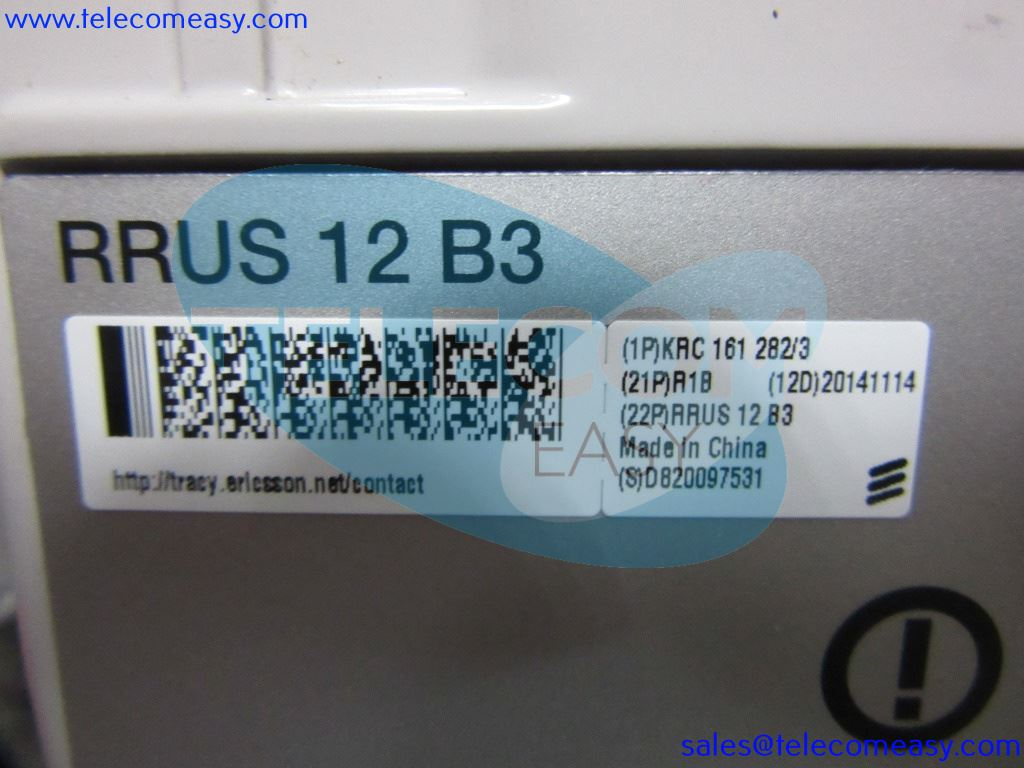 www.telecomeasy.com
RRUS 12 B3
TELECOM
EASY
(1P)KRC 161 282/3
(21P)R1B (12D)20141114
(22P)RRUS 12 B3
Made in China
(S)D820097531
http://tracy.ericsson.net/contact
sales@telecomeasy.com